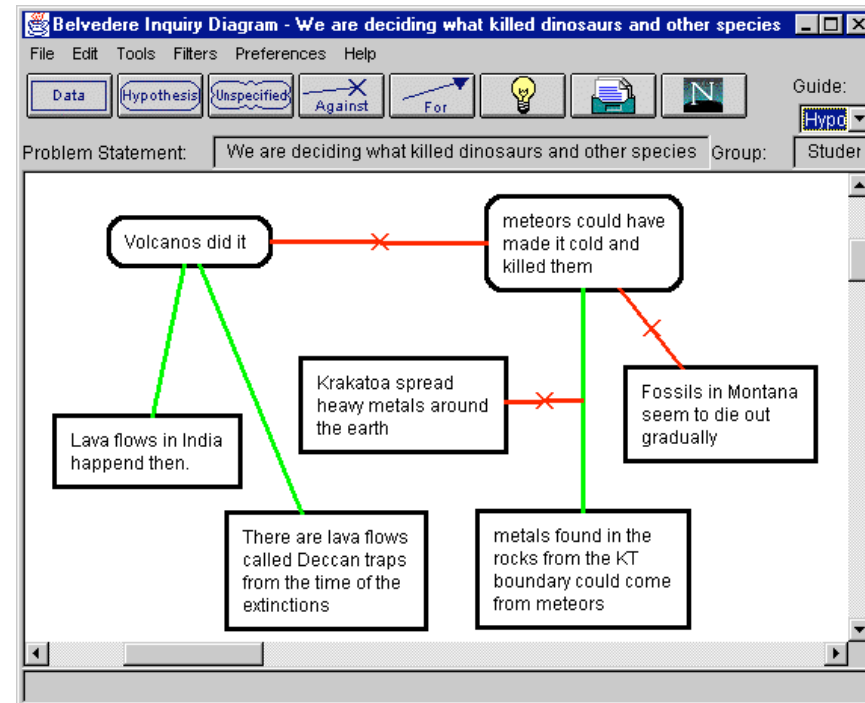 Belvedere Inquiry Diagram - We are deciding what killed dinosaurs and other species
File Edit Tools Filters Preferences Help
Data
Hypothesis
Unspecified
Against
For
N
Guide:
Hypo
Problem Statement:
We are deciding what killed dinosaurs and other species
Group:
Studer
Volcanos did it
meteors could have
made it cold and
killed them
Krakatoa spread
heavy metals around
the earth
Fossils in Montana
seem to die out
gradually
Lava flows in India
happend then.
There are lava flows
called Deccan traps
from the time of the
extinctions
metals found in the
rocks from the KT
boundary could come
from meteors